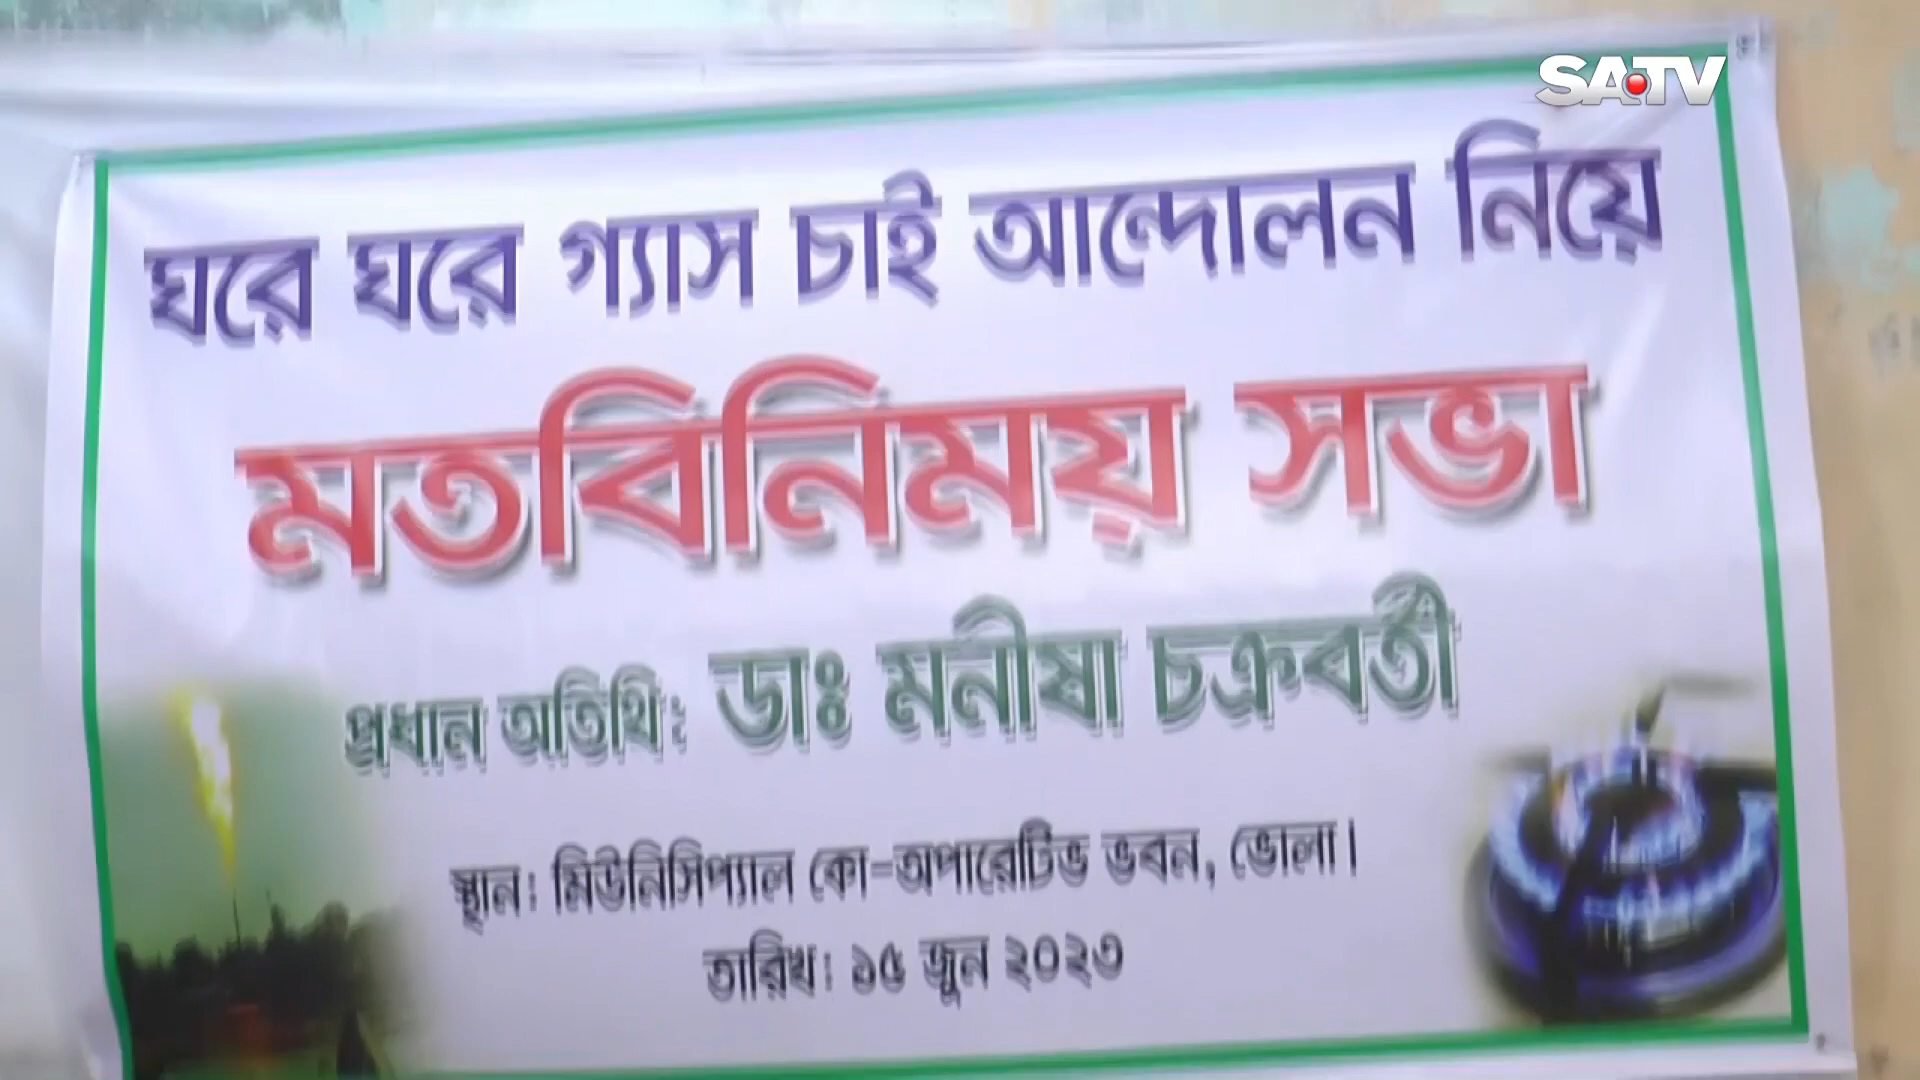 SATV
ঘরে ঘরে গ্যাস চাই আন্দোলন নিয়ে
মতবিনিময় সভা
প্রধান অতিথি: ডাঃ মনীষা চক্রবর্তী
স্থান: মিউনিসিপ্যাল কো-অপারেটিভ ভবন, ভোলা।
তারিখ: ১৫ জুন ২০২৩